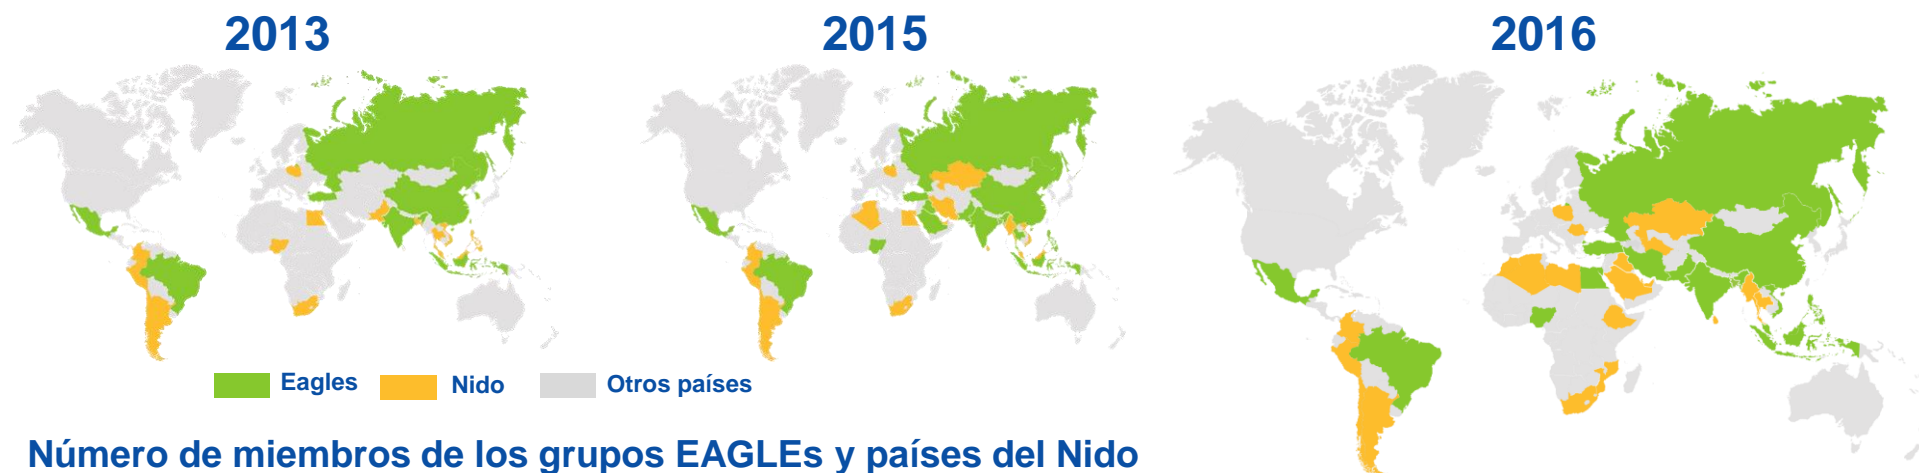 2013
2015
2016
Eagles
Nido
Otros países
Número de miembros de los grupos EAGLEs y países del Nido